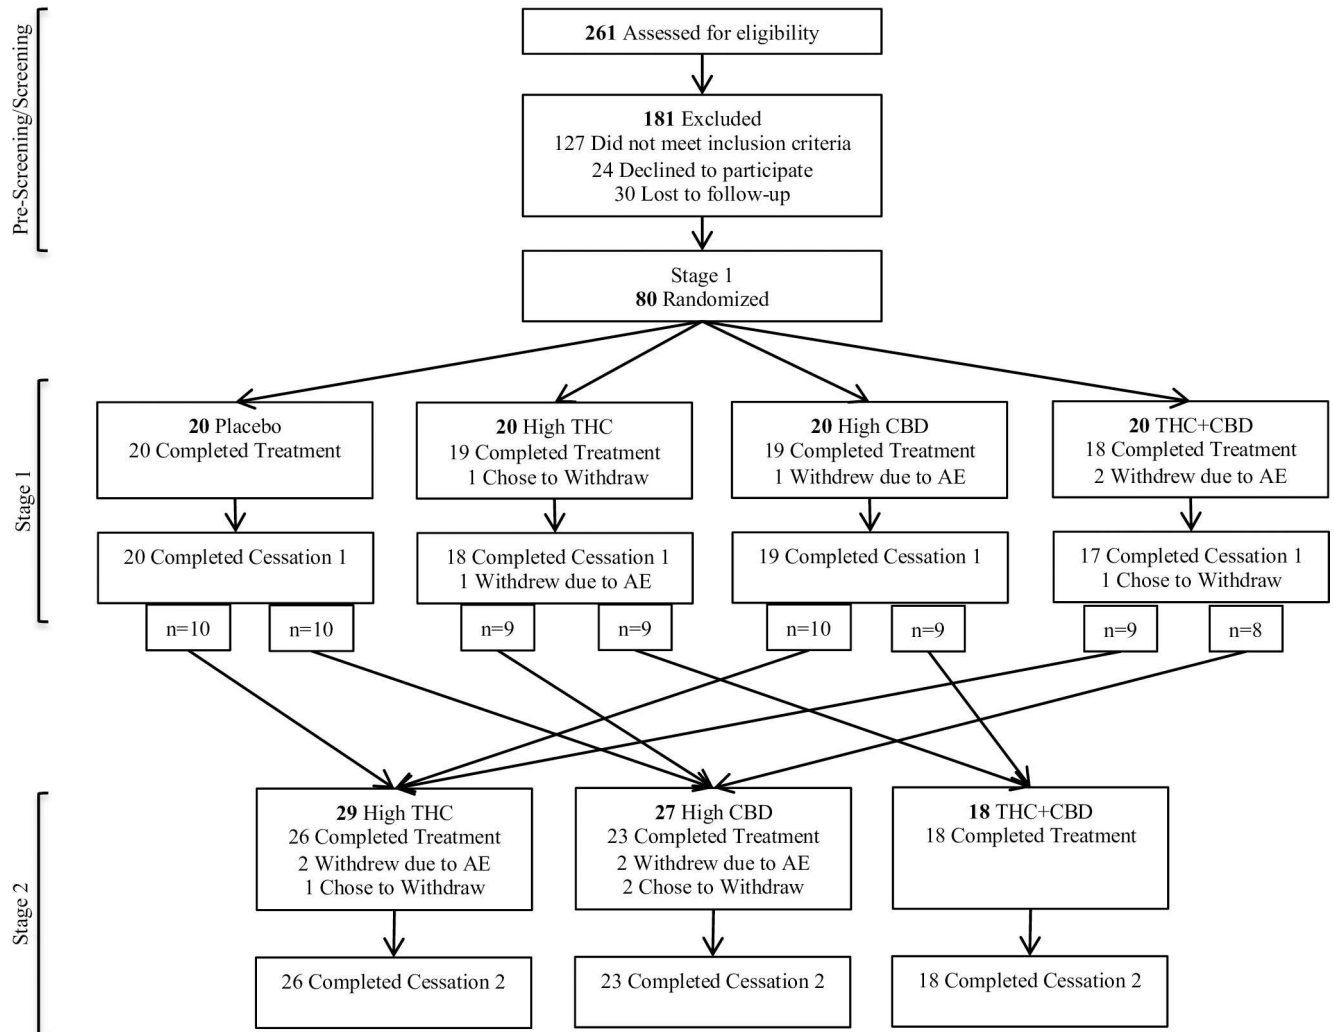 Pre-Screening/Screening
261 Assessed for eligibility
181 Excluded
127 Did not meet inclusion criteria
24 Declined to participate
30 Lost to follow-up
Stage 1
80 Randomized
Stage 1
20 Placebo
20 Completed Treatment
20 High THC
19 Completed Treatment
1 Chose to Withdraw
20 High CBD
19 Completed Treatment
1 Withdrew due to AE
20 THC+CBD
18 Completed Treatment
2 Withdrew due to AE
20 Completed Cessation 1
18 Completed Cessation 1
1 Withdrew due to AE
19 Completed Cessation 1
17 Completed Cessation 1
1 Chose to Withdraw
n=10
n=10
n=9
n=9
n=10
n=9
n=9
n=8
Stage 2
29 High THC
26 Completed Treatment
2 Withdrew due to AE
1 Chose to Withdraw
27 High CBD
23 Completed Treatment
2 Withdrew due to AE
2 Chose to Withdraw
18 THC+CBD
18 Completed Treatment
26 Completed Cessation 2
23 Completed Cessation 2
18 Completed Cessation 2